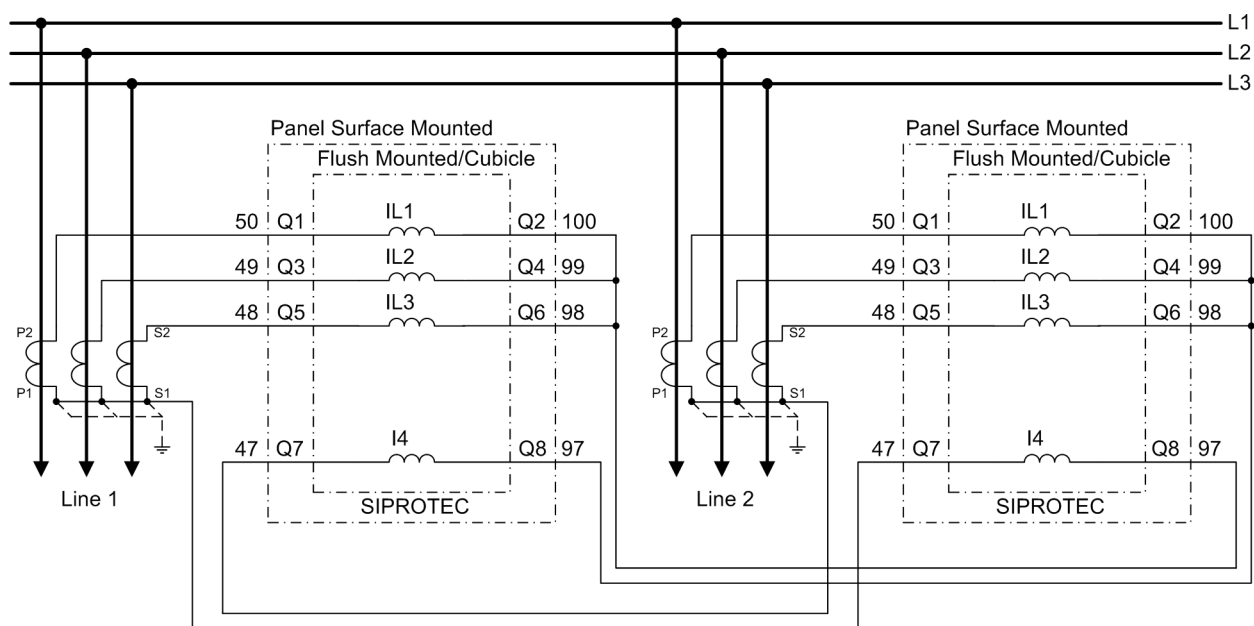 L1
L2
L3
Panel Surface Mounted Panel Surface Mounted
Flush Mounted/Cubicle Flush Mounted/Cubicle
50 Q1 IL1 Q2 100 50 Q1 IL1 Q2 100
49 Q3 IL2 Q4 99 49 Q3 IL2 Q4 99
48 Q5 IL3 Q6 98 48 Q5 IL3 Q6 98
P2 S2 P2 S2
P1 S1 P1 S1
47 Q7 I4 Q8 97 47 Q7 I4 Q8 97
Line 1 SIPROTEC Line 2 SIPROTEC